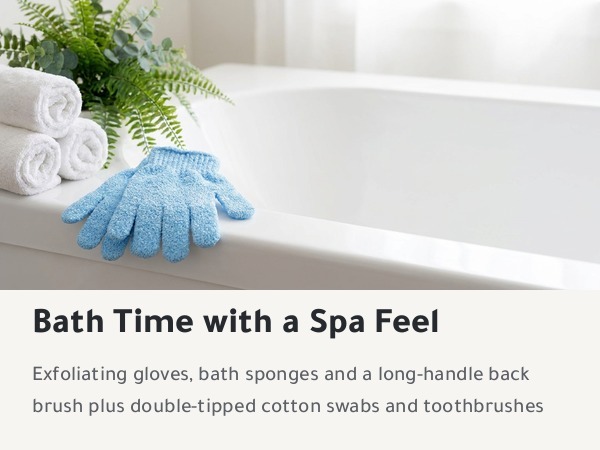 Bath Time with a Spa Feel
Exfoliating gloves, bath sponges and a long-handle back
brush plus double-tipped cotton swabs and toothbrushes